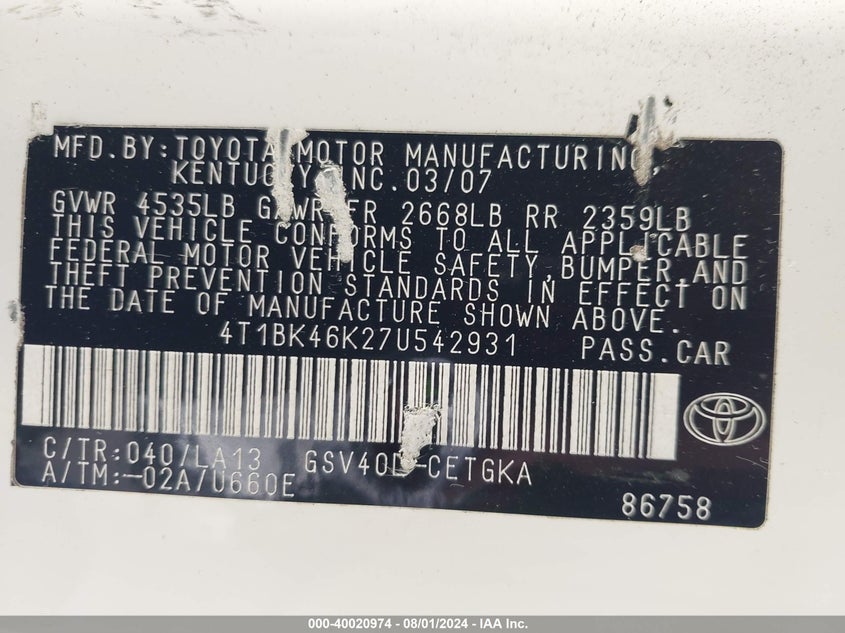 MFD.BY:TOYOTA MOTOR MANUFACTURING,
KENTUCKY, INC. 03/07
GVWR 4535LB GAWR FR 2668LB RR 2359LB
THIS VEHICLE CONFORMS TO ALL APPLICABLE
FEDERAL MOTOR VEHICLE SAFETY,BUMPER,AND
THEFT PREVENTION STANDARDS IN EFFECT ON
THE DATE OF MANUFACTURE SHOWN ABOVE.
4T1BK46K27U542931 PASS.CAR
C/TR:040/LA13 GSV40L-CETGKA
A/TM:-02A/U660E
86758
000-40020974 - 08/01/2024 - IAA Inc.